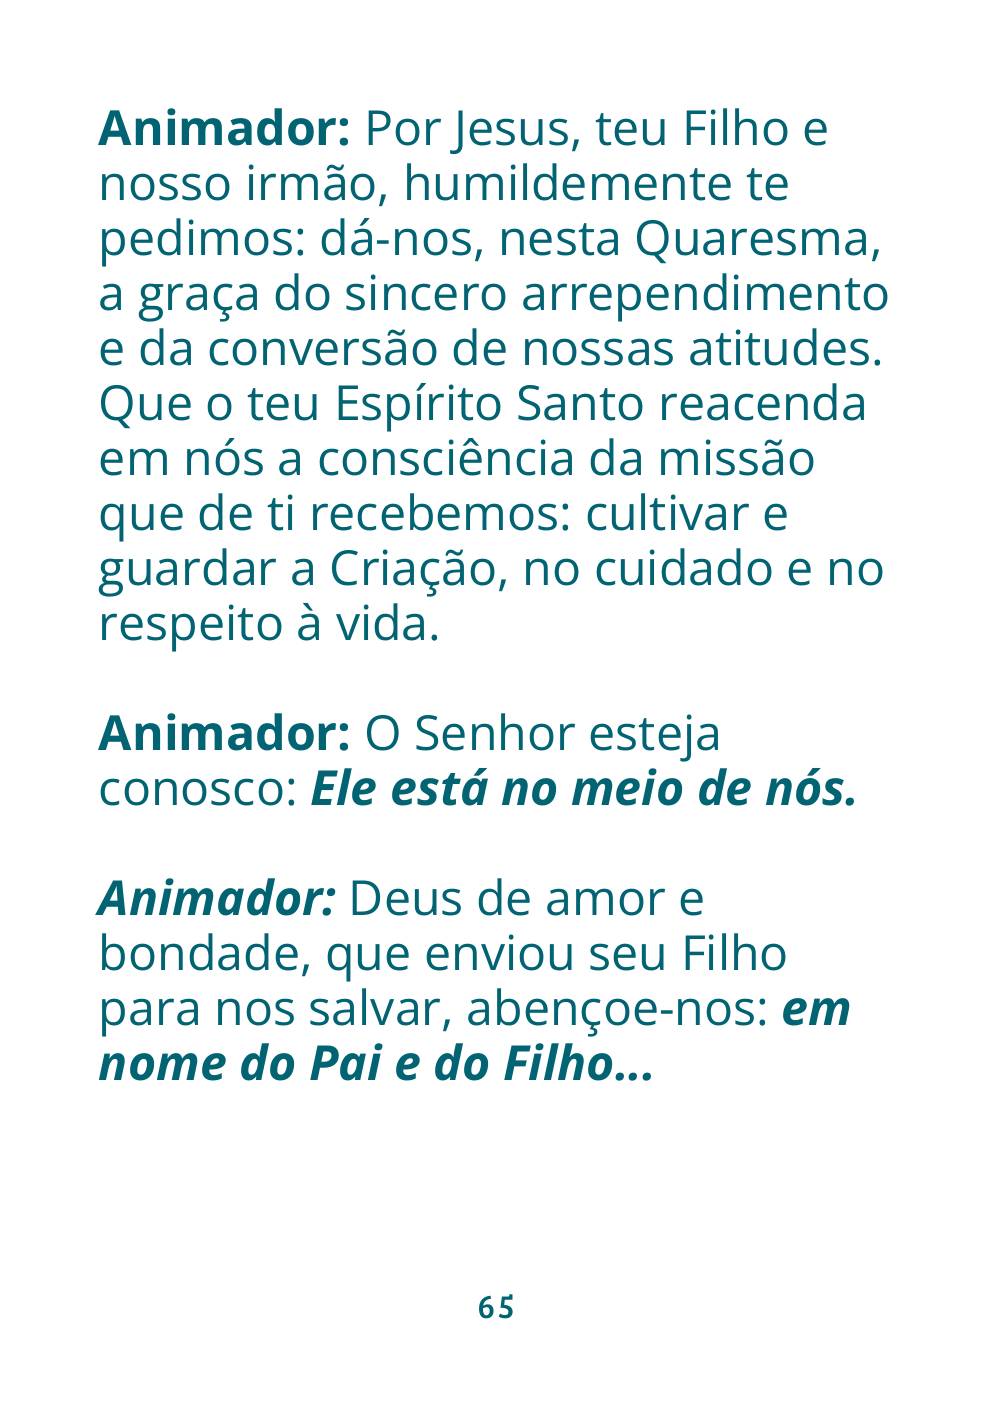 Animador: Por Jesus, teu Filho e
nosso irmão, humildemente te
pedimos: dá-nos, nesta Quaresma,
a graça do sincero arrependimento
e da conversão de nossas atitudes.
Que o teu Espírito Santo reacenda
em nós a consciência da missão
que de ti recebemos: cultivar e
guardar a Criação, no cuidado e no
respeito à vida.
Animador: O Senhor esteja
conosco: Ele está no meio de nós.
Animador: Deus de amor e
bondade, que enviou seu Filho
para nos salvar, abençoe-nos: em
nome do Pai e do Filho...
65